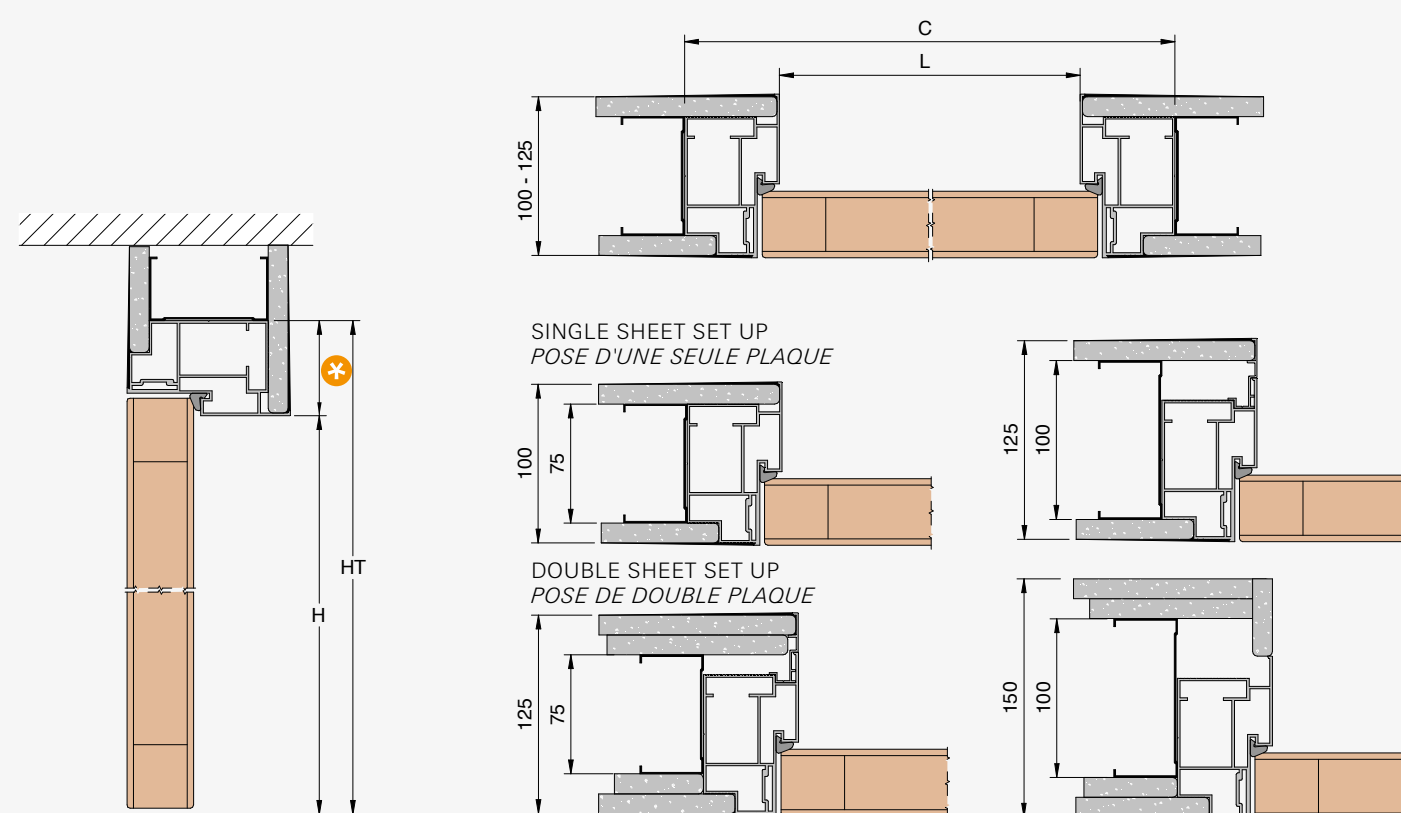 C
L
100 - 125
SINGLE SHEET SET UP
POSE D'UNE SEULE PLAQUE
100
75
125
100
HT
H
DOUBLE SHEET SET UP
POSE DE DOUBLE PLAQUE
125
75
150
100